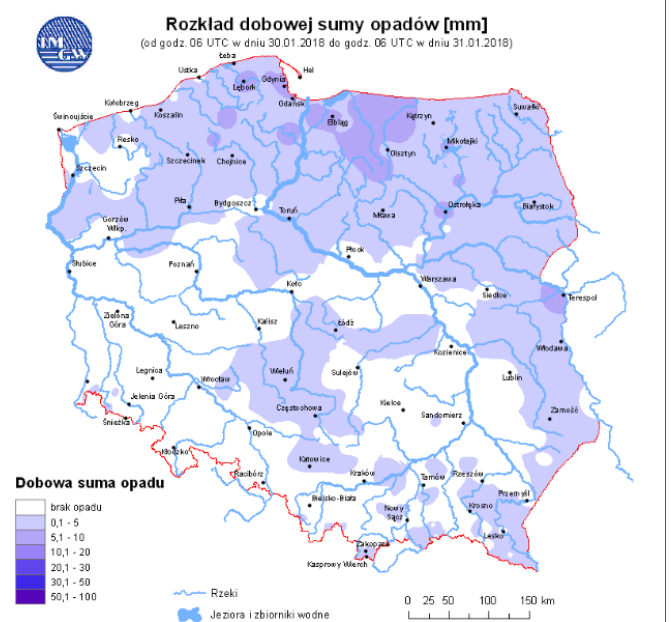 Rozkład dobowej sumy opadów [mm]
(od godz. 06 UTC w dniu 30.01.2018 do godz. 06 UTC w dniu 31.01.2018)
IM
GW
Łeba
Ustka
Hel
Gdynia
Lębork
Gdańsk
Kołobrzeg
Koszalin
Suwałki
Świnoujście
Elbląg
Kętrzyn
Resko
Mikołajki
Szczecinek
Chojnice
Olsztyn
Szczecin
Piła
Bydgoszcz
Toruń
Mława
Ostrołęka
Białystok
Gorzów
Wlkp.
Płock
Słubice
Poznań
Koło
Warszawa
Siedlce
Terespol
Zielona
Góra
Leszno
Kalisz
Łódź
Kozienice
Włodawa
Legnica
Wrocław
Wieluń
Sulejów
Lublin
Jelenia Góra
Śnieżka
Częstochowa
Kielce
Sandomierz
Zamość
Opole
Kłodzko
Katowice
Racibórz
Kraków
Tarnów
Rzeszów
Przemyśl
Bielsko-Biała
Nowy
Sącz
Krosno
Lesko
Zakopane
Kasprowy Wierch
Dobowa suma opadu
brak opadu
0,1 - 5
5,1 - 10
10,1 - 20
20,1 - 30
30,1 - 50
50,1 - 100
Rzeki
Jeziora i zbiorniki wodne
0 25 50 100 150 km